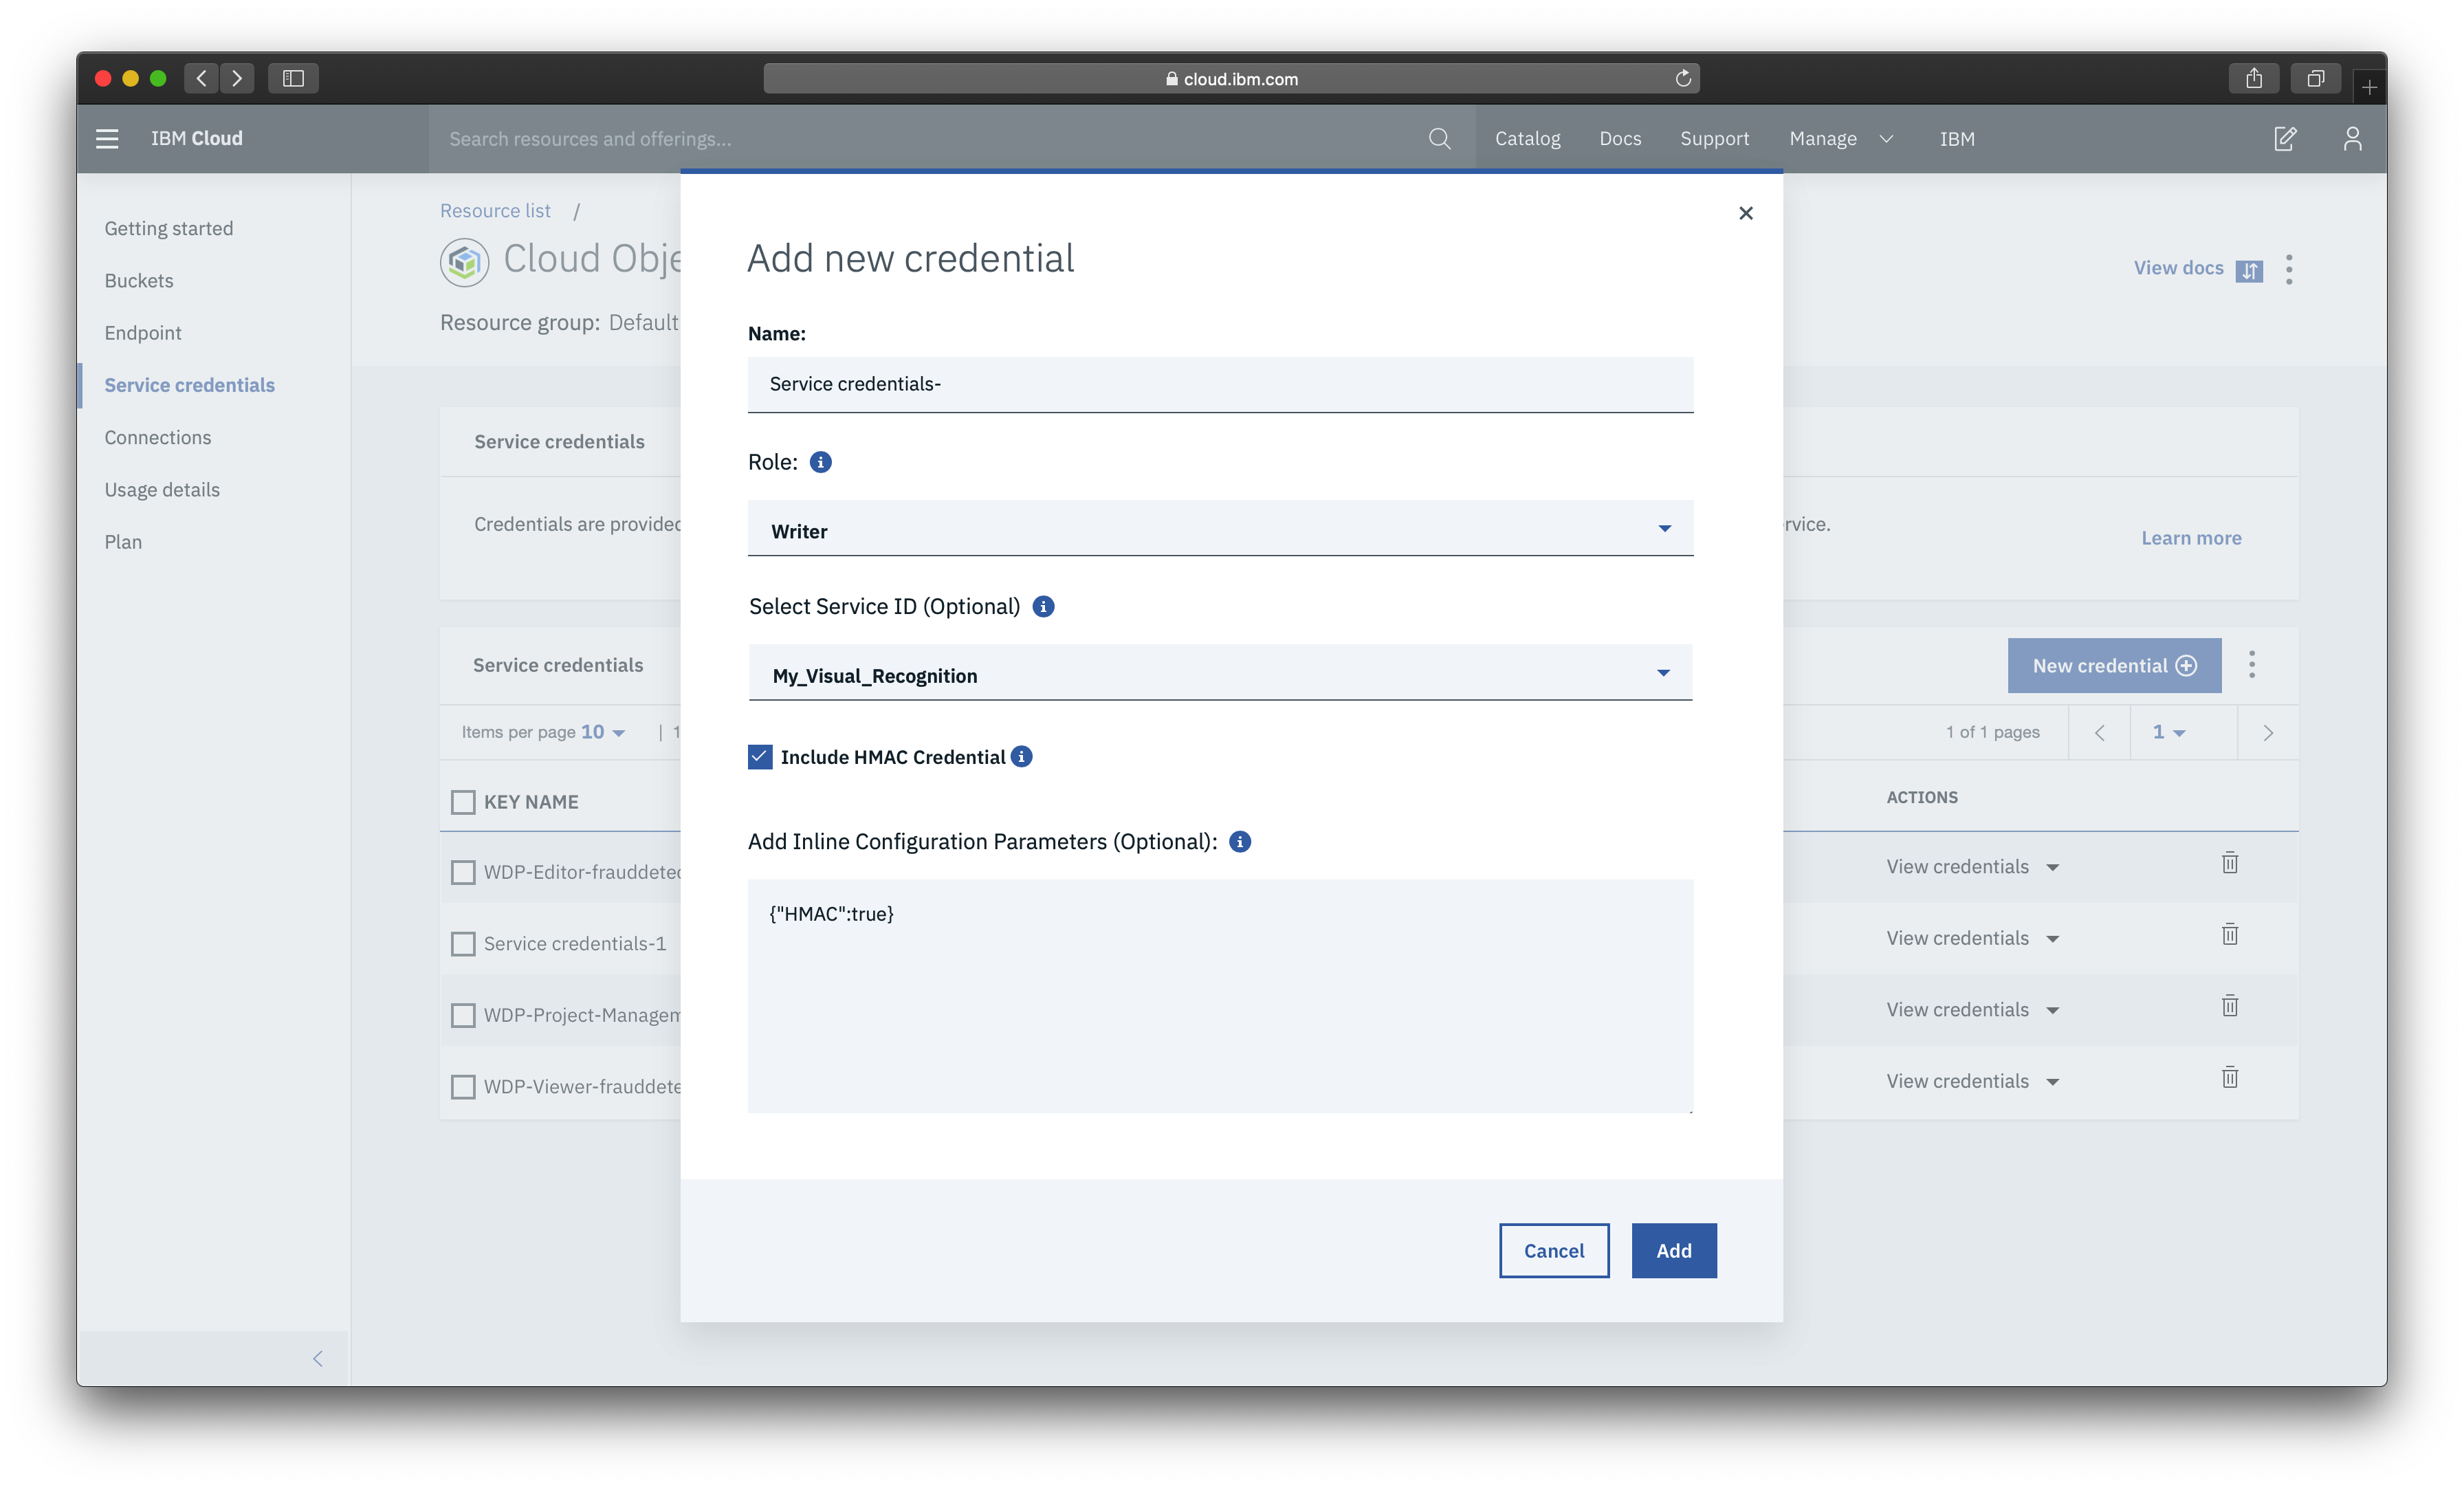 cloud.ibm.com
IBM Cloud
Search resources and offerings...
Catalog
Docs
Support
Manage
IBM
Getting started
Buckets
Endpoint
Service credentials
Connections
Usage details
Plan
Resource list /
Cloud Obje
Resource group: Default
View docs
Service credentials
Credentials are provided
rvice.
Learn more
Service credentials
New credential
Items per page 10 | 1
1 of 1 pages
1
KEY NAME
ACTIONS
WDP-Editor-frauddetec
View credentials
Service credentials-1
View credentials
WDP-Project-Managem
View credentials
WDP-Viewer-frauddete
View credentials
Add new credential
Name:
Service credentials-
Role:
Writer
Select Service ID (Optional)
My_Visual_Recognition
Include HMAC Credential
Add Inline Configuration Parameters (Optional):
{"HMAC":true}
Cancel
Add